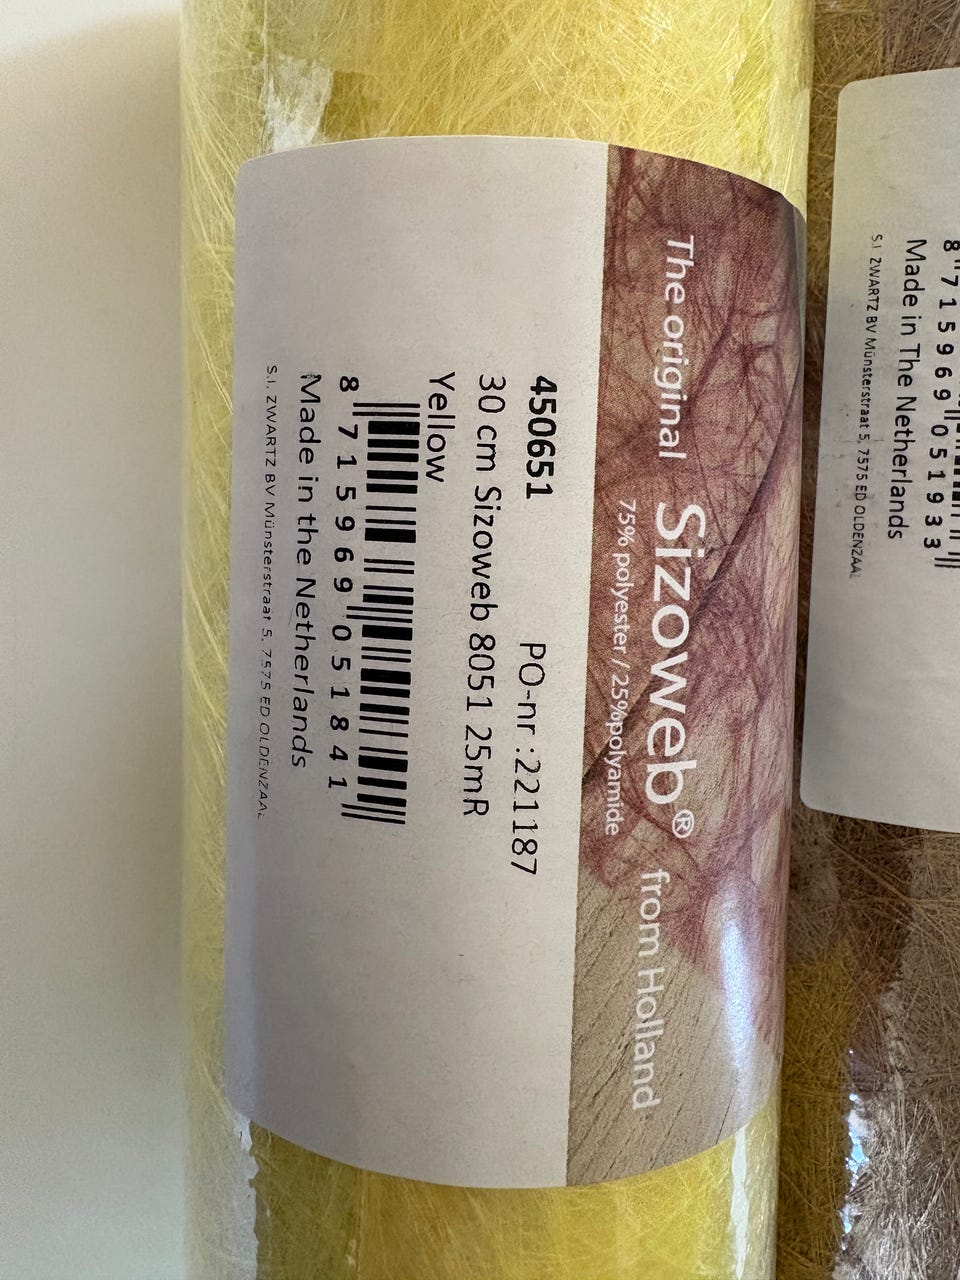 The original Sizoweb® from Holland
75% polyester / 25%polyamide
450651 PO-nr :221187
30 cm Sizoweb 8051 25mR
Yellow
8 715969 051841
Made in the Netherlands
S.I. ZWARTZ BV Münsterstraat 5, 7575 ED OLDENZAAL
8 715969 051933
Made in The Netherlands
S.I ZWARTZ BV Münsterstraat 5, 7575 ED OLDENZAAL